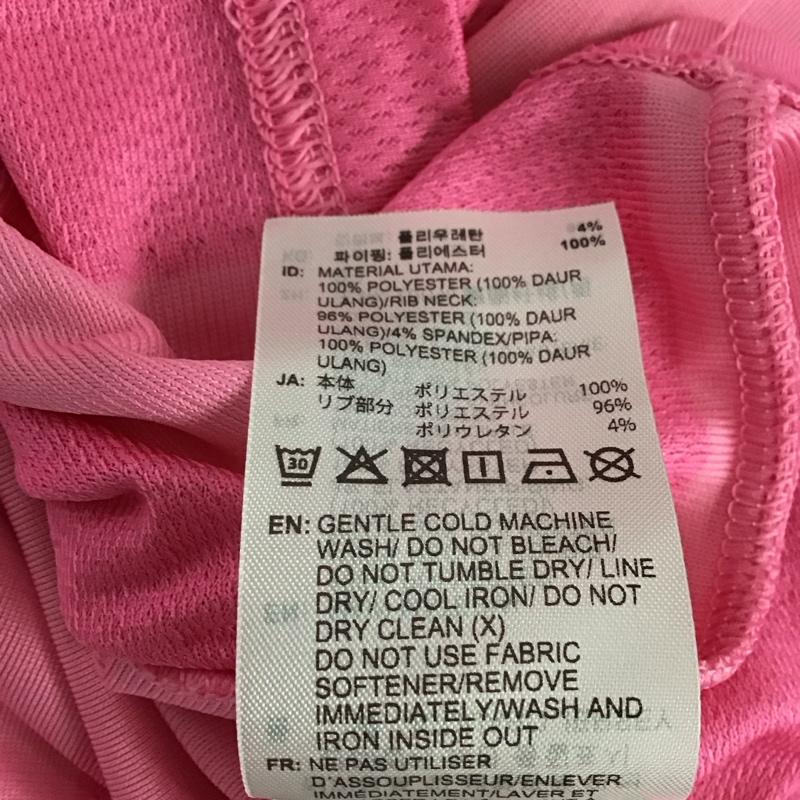 폴리우레탄 4%
파이핑: 폴리에스터 100%
ID: MATERIAL UTAMA:
100% POLYESTER (100% DAUR
ULANG)/RIB NECK:
96% POLYESTER (100% DAUR
ULANG)/4% SPANDEX/PIPA:
100% POLYESTER (100% DAUR
ULANG)
JA: 本体 ポリエステル 100%
リブ部分 ポリエステル 96%
ポリウレタン 4%
30
EN: GENTLE COLD MACHINE
WASH/ DO NOT BLEACH/
DO NOT TUMBLE DRY/ LINE
DRY/ COOL IRON/ DO NOT
DRY CLEAN (X)
DO NOT USE FABRIC
SOFTENER/REMOVE
IMMEDIATELY/WASH AND
IRON INSIDE OUT
FR: NE PAS UTILISER
D'ASSOUPLISSEUR/ENLEVER
IMMÉDIATEMENT/LAVER ET